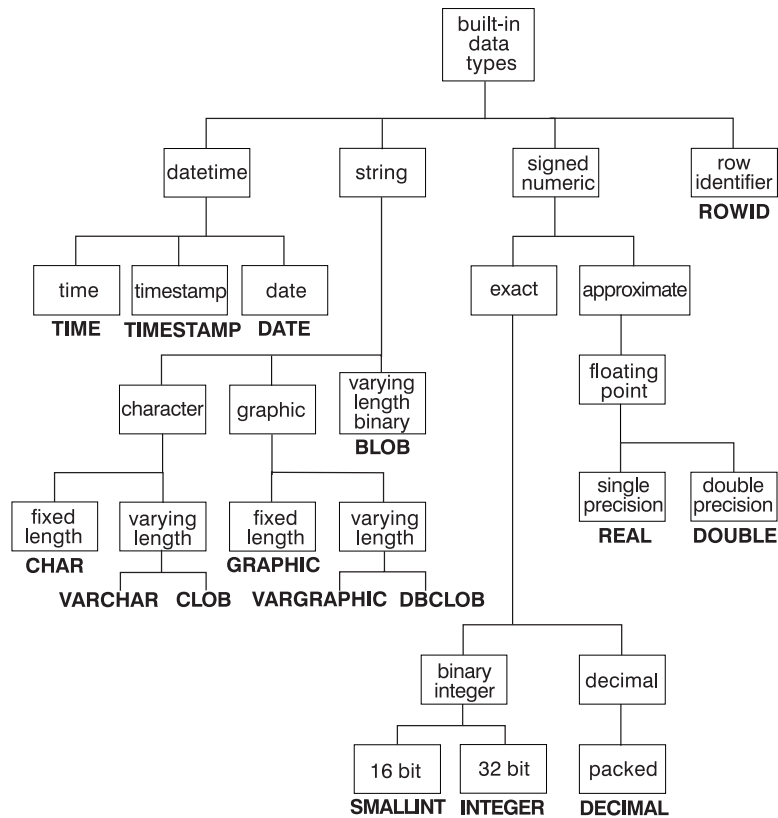 built-in
data
types
datetime
string
signed
numeric
row
identifier
ROWID
time
timestamp
date
exact
approximate
TIME
TIMESTAMP
DATE
character
graphic
varying
length
binary
BLOB
floating
point
fixed
length
varying
length
fixed
length
varying
length
single
precision
double
precision
CHAR
GRAPHIC
REAL
DOUBLE
VARCHAR
CLOB
VARGRAPHIC
DBCLOB
binary
integer
decimal
16 bit
32 bit
packed
SMALLINT
INTEGER
DECIMAL